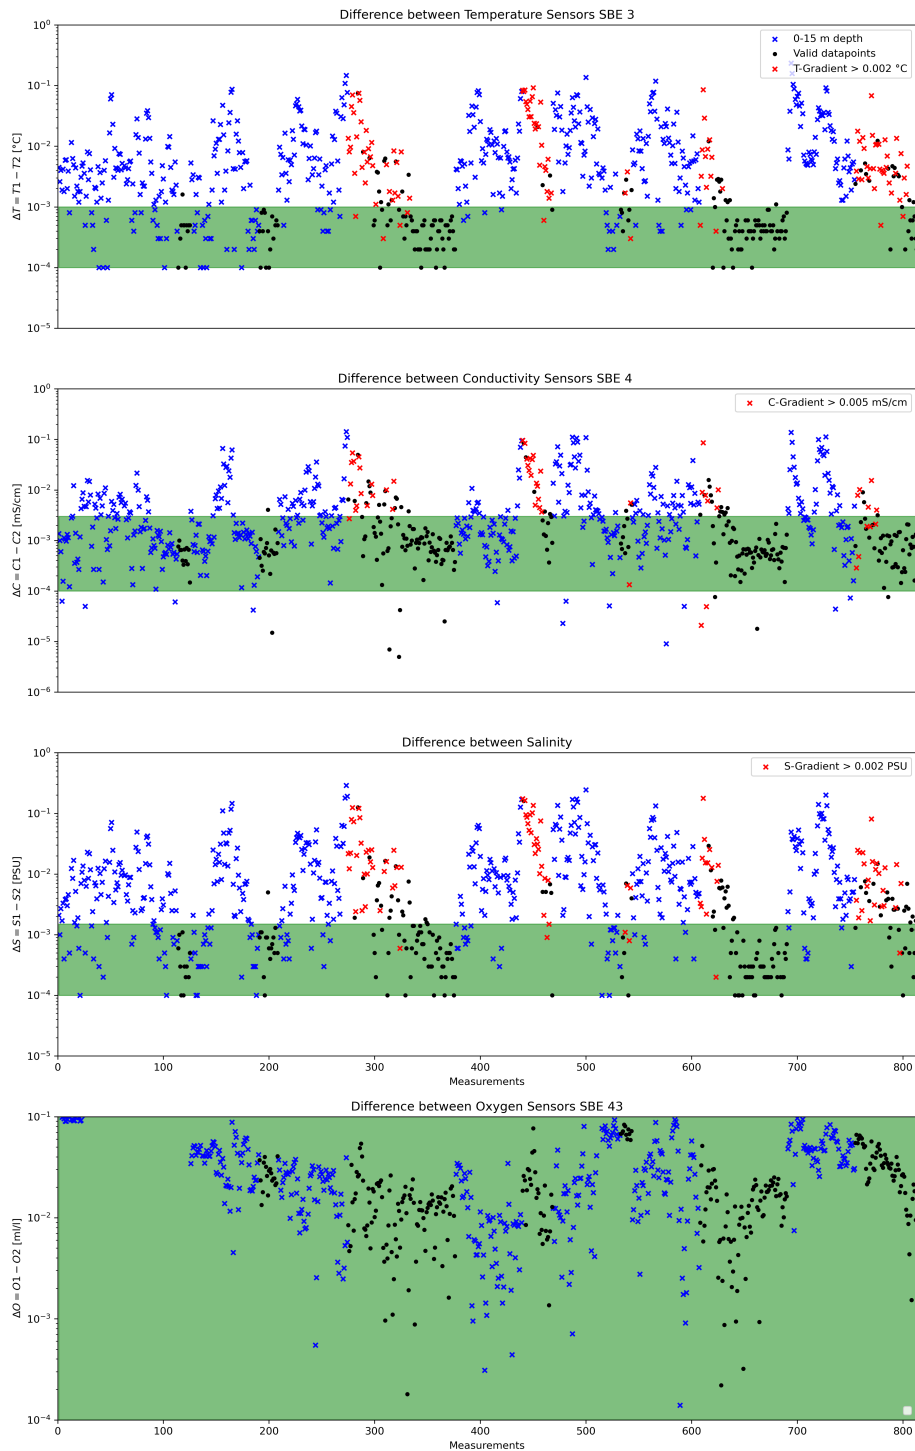 Difference between Temperature Sensors SBE 3
10⁰
10⁻¹
10⁻²
10⁻³
10⁻⁴
10⁻⁵
ΔT = T1 − T2 [°C]
0-15 m depth
Valid datapoints
T-Gradient > 0.002 °C
Difference between Conductivity Sensors SBE 4
10⁰
10⁻¹
10⁻²
10⁻³
10⁻⁴
10⁻⁵
10⁻⁶
ΔC = C1 − C2 [mS/cm]
C-Gradient > 0.005 mS/cm
Difference between Salinity
10⁰
10⁻¹
10⁻²
10⁻³
10⁻⁴
10⁻⁵
ΔS = S1 − S2 [PSU]
S-Gradient > 0.002 PSU
0 100 200 300 400 500 600 700 800
Measurements
Difference between Oxygen Sensors SBE 43
10⁻¹
10⁻²
10⁻³
10⁻⁴
ΔO = O1 − O2 [ml/l]
0 100 200 300 400 500 600 700 800
Measurements